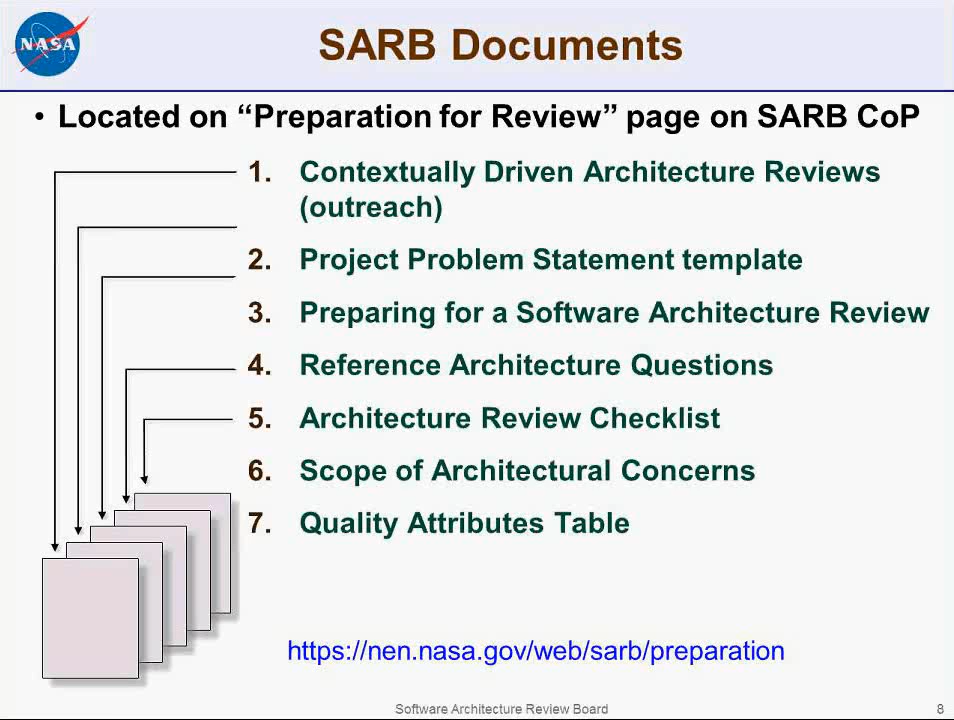 NASA
SARB Documents
• Located on “Preparation for Review” page on SARB CoP
1. Contextually Driven Architecture Reviews
(outreach)
2. Project Problem Statement template
3. Preparing for a Software Architecture Review
4. Reference Architecture Questions
5. Architecture Review Checklist
6. Scope of Architectural Concerns
7. Quality Attributes Table
https://nen.nasa.gov/web/sarb/preparation
Software Architecture Review Board
8